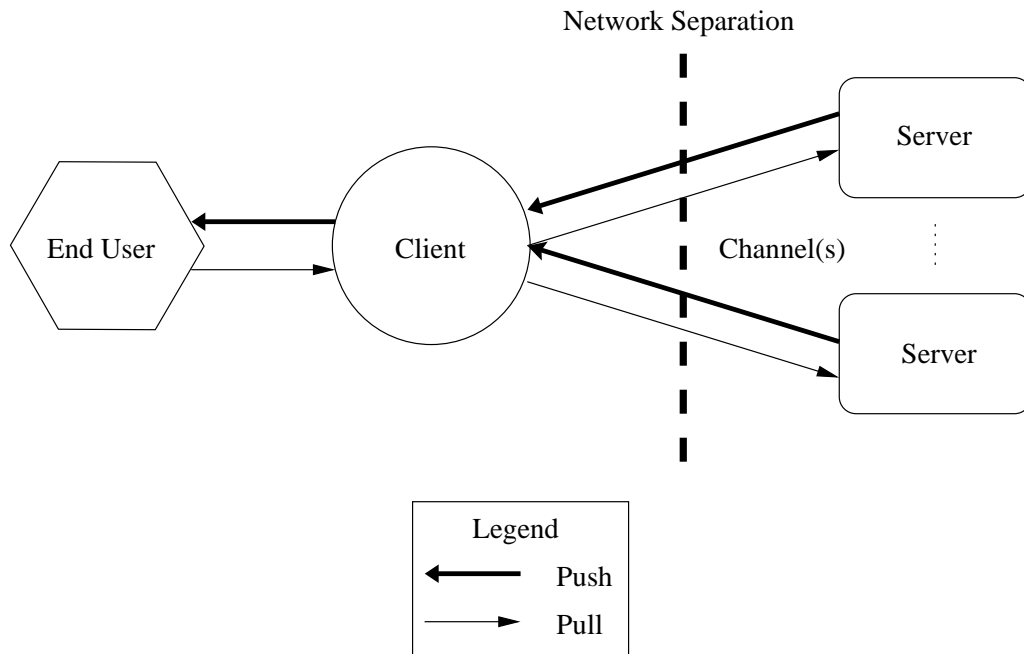 Network Separation
Server
End User
Client
Channel(s)
Server
Legend
Push
Pull